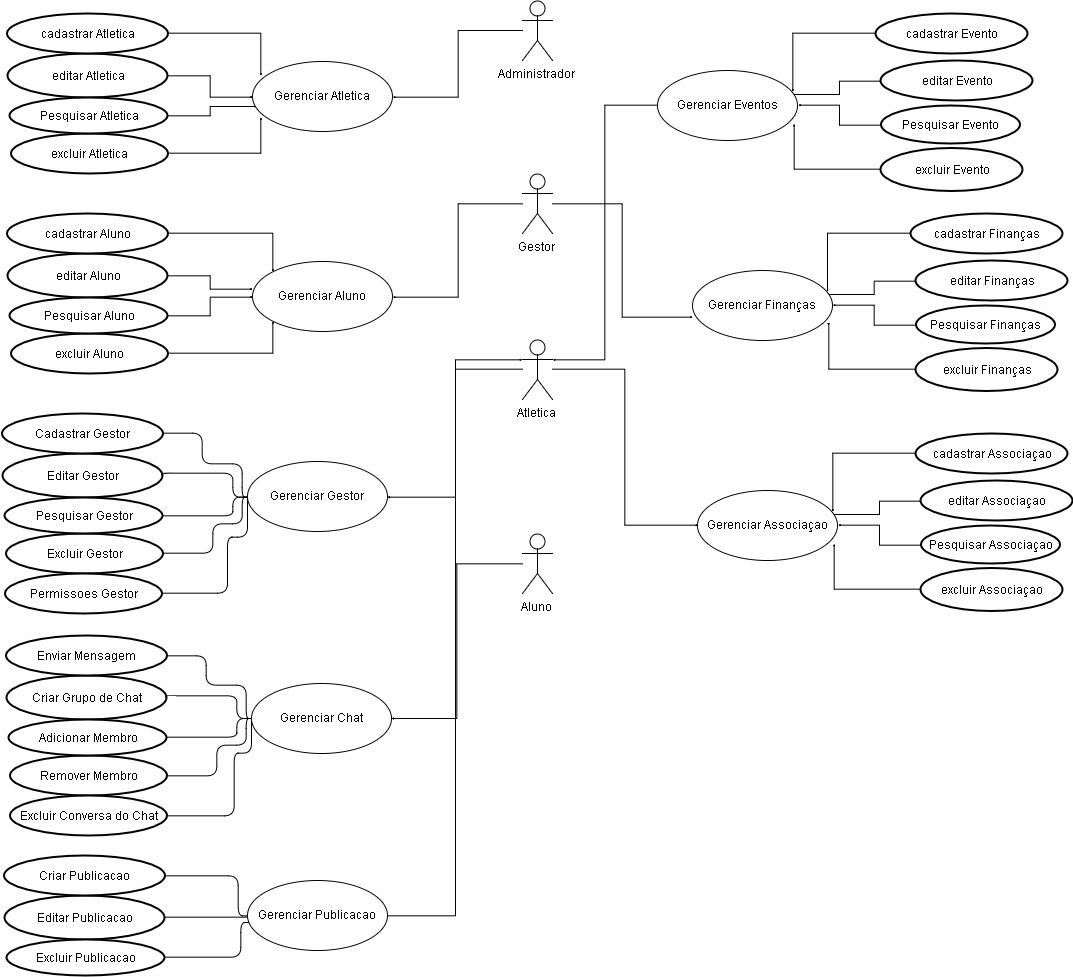 cadastrar Atletica
editar Atletica
Pesquisar Atletica
excluir Atletica
Gerenciar Atletica
Administrador
cadastrar Evento
editar Evento
Pesquisar Evento
excluir Evento
Gerenciar Eventos
cadastrar Aluno
editar Aluno
Pesquisar Aluno
excluir Aluno
Gerenciar Aluno
Gestor
cadastrar Finanças
editar Finanças
Pesquisar Finanças
excluir Finanças
Gerenciar Finanças
Atletica
Cadastrar Gestor
Editar Gestor
Pesquisar Gestor
Excluir Gestor
Permissoes Gestor
Gerenciar Gestor
cadastrar Associaçao
editar Associaçao
Pesquisar Associaçao
excluir Associaçao
Gerenciar Associaçao
Aluno
Enviar Mensagem
Criar Grupo de Chat
Adicionar Membro
Remover Membro
Excluir Conversa do Chat
Gerenciar Chat
Criar Publicacao
Editar Publicacao
Excluir Publicacao
Gerenciar Publicacao